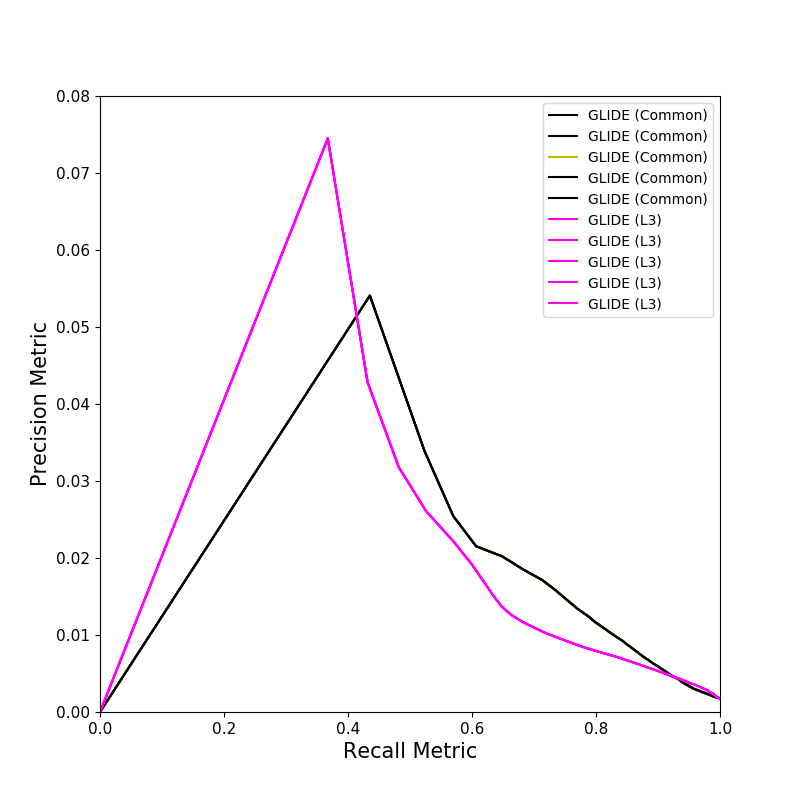 0.08
0.07
0.06
0.05
0.04
0.03
0.02
0.01
0.00
Precision Metric
0.0 0.2 0.4 0.6 0.8 1.0
Recall Metric
GLIDE (Common)
GLIDE (Common)
GLIDE (Common)
GLIDE (Common)
GLIDE (Common)
GLIDE (L3)
GLIDE (L3)
GLIDE (L3)
GLIDE (L3)
GLIDE (L3)